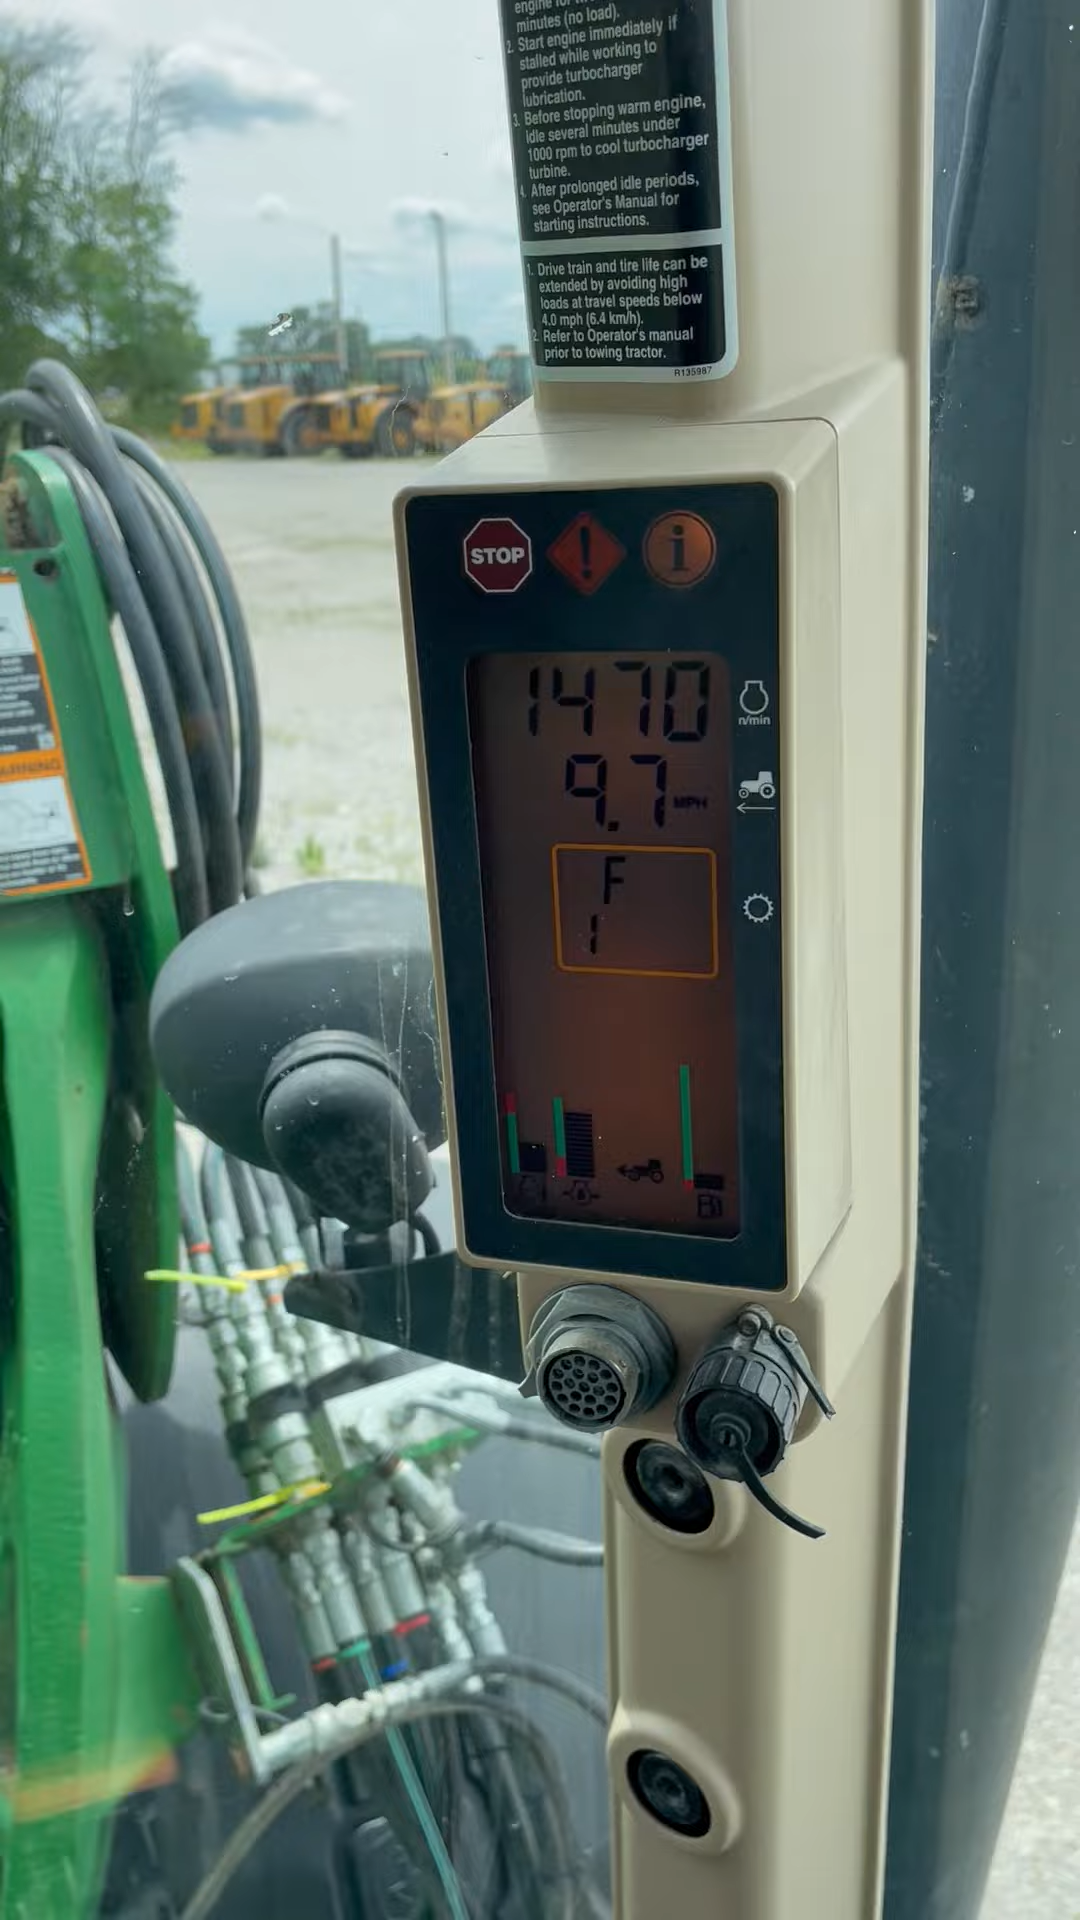 engine for
minutes (no load).
2. Start engine immediately if
stalled while working to
provide turbocharger
lubrication.
3. Before stopping warm engine,
idle several minutes under
1000 rpm to cool turbocharger
turbine.
4. After prolonged idle periods,
see Operator's Manual for
starting instructions.
1. Drive train and tire life can be
extended by avoiding high
loads at travel speeds below
4.0 mph (6.4 km/h).
2. Refer to Operator's manual
prior to towing tractor.
R135987
STOP ! i
1470
n/min
9.7 MPH
F
1